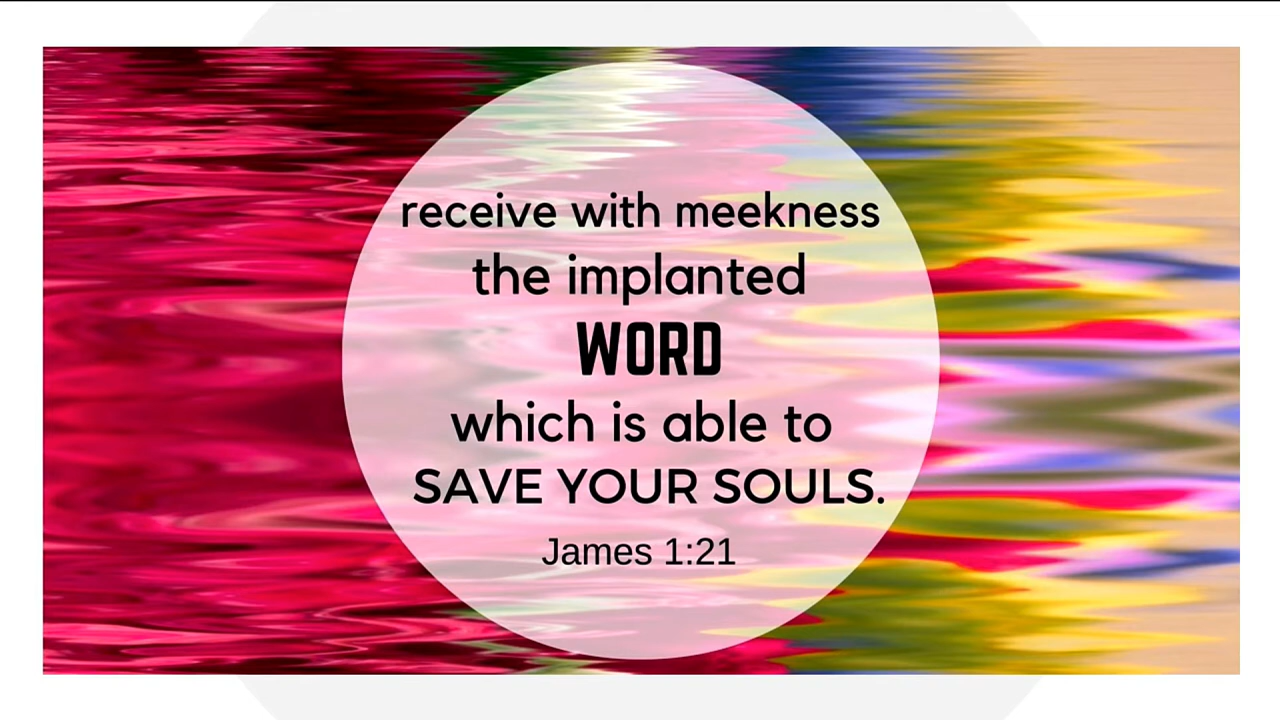 receive with meekness
the implanted
WORD
which is able to
SAVE YOUR SOULS.
James 1:21